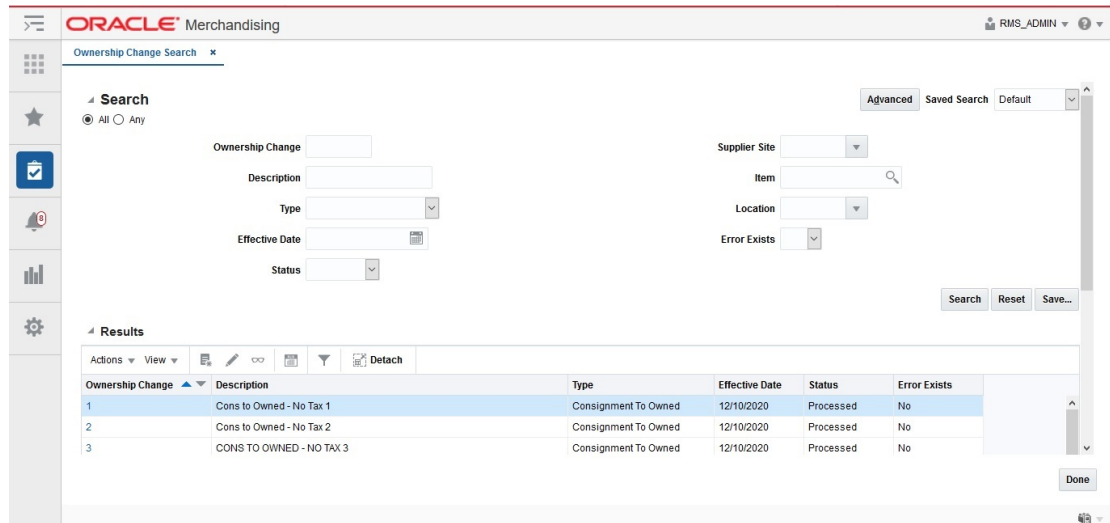 ORACLE® Merchandising
RMS_ADMIN
Ownership Change Search
Search
Advanced Saved Search Default
All Any
Ownership Change
Supplier Site
Description
Item
Type
Location
Effective Date
Error Exists
Status
8
Search Reset Save...
Results
Actions View Detach
Ownership Change Description Type Effective Date Status Error Exists
1 Cons to Owned - No Tax 1 Consignment To Owned 12/10/2020 Processed No
2 Cons to Owned - No Tax 2 Consignment To Owned 12/10/2020 Processed No
3 CONS TO OWNED - NO TAX 3 Consignment To Owned 12/10/2020 Processed No
Done